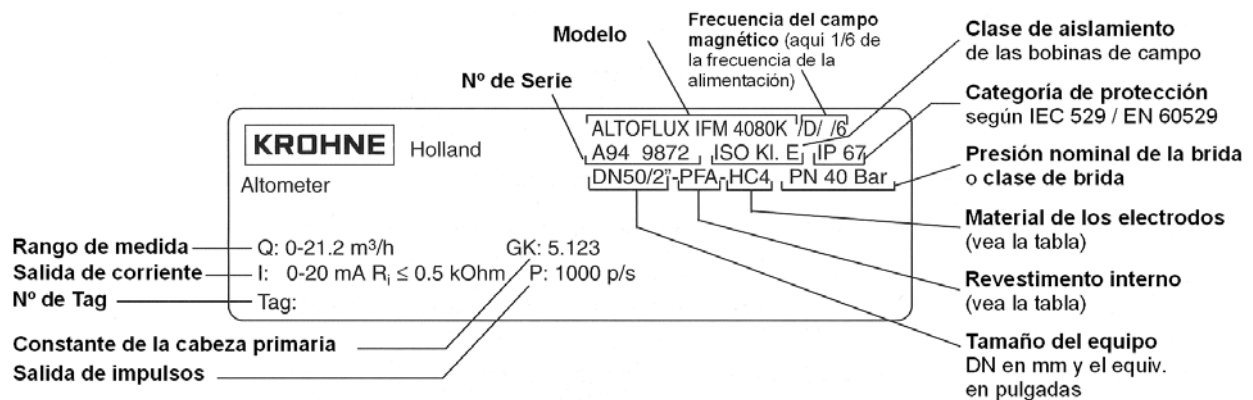 Modelo
Frecuencia del campo
magnético (aqui 1/6 de
la frecuencia de la
alimentación)
Clase de aislamiento
de las bobinas de campo
Nº de Serie
Categoría de protección
según IEC 529 / EN 60529
Presión nominal de la brida
o clase de brida
Material de los electrodos
(vea la tabla)
Revestimento interno
(vea la tabla)
Tamaño del equipo
DN en mm y el equiv.
en pulgadas
KROHNE Holland
Altometer
ALTOFLUX IFM 4080K /D/ /6
A94 9872 ISO Kl. E IP 67
DN50/2"-PFA-HC4 PN 40 Bar
Rango de medida Q: 0-21.2 m³/h GK: 5.123
Salida de corriente I: 0-20 mA Rᵢ ≤ 0.5 kOhm P: 1000 p/s
Nº de Tag Tag:
Constante de la cabeza primaria
Salida de impulsos